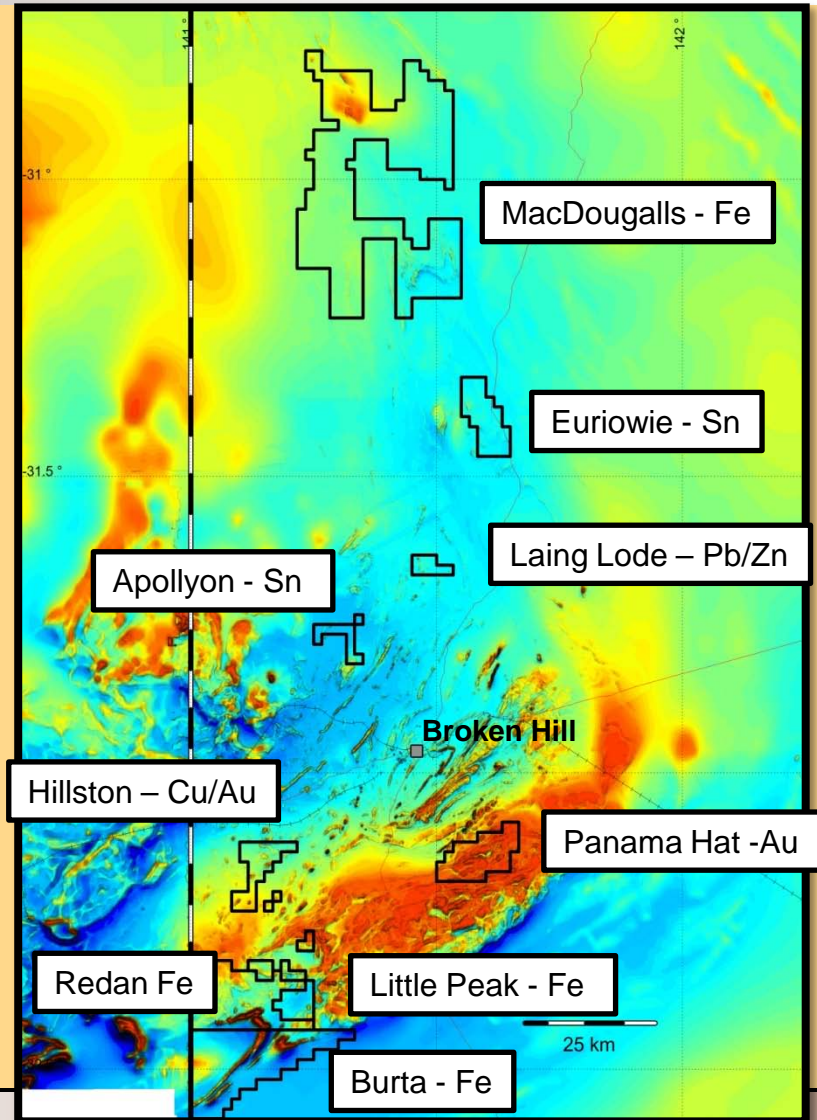 141 °
142 °
-31 °
MacDougalls - Fe
Euriowie - Sn
-31.5 °
Laing Lode – Pb/Zn
Apollyon - Sn
Broken Hill
Hillston – Cu/Au
Panama Hat -Au
Redan Fe
Little Peak - Fe
25 km
Burta - Fe